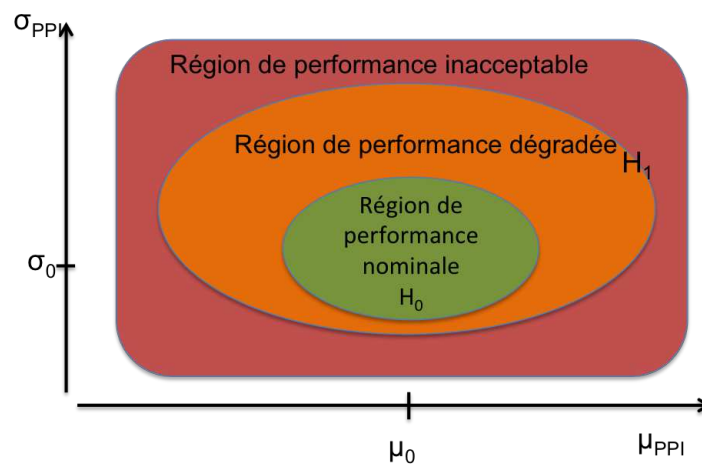 σPPI
Région de performance inacceptable
Région de performance dégradée
H1
Région de
performance
nominale
H0
σ0
μ0
μPPI